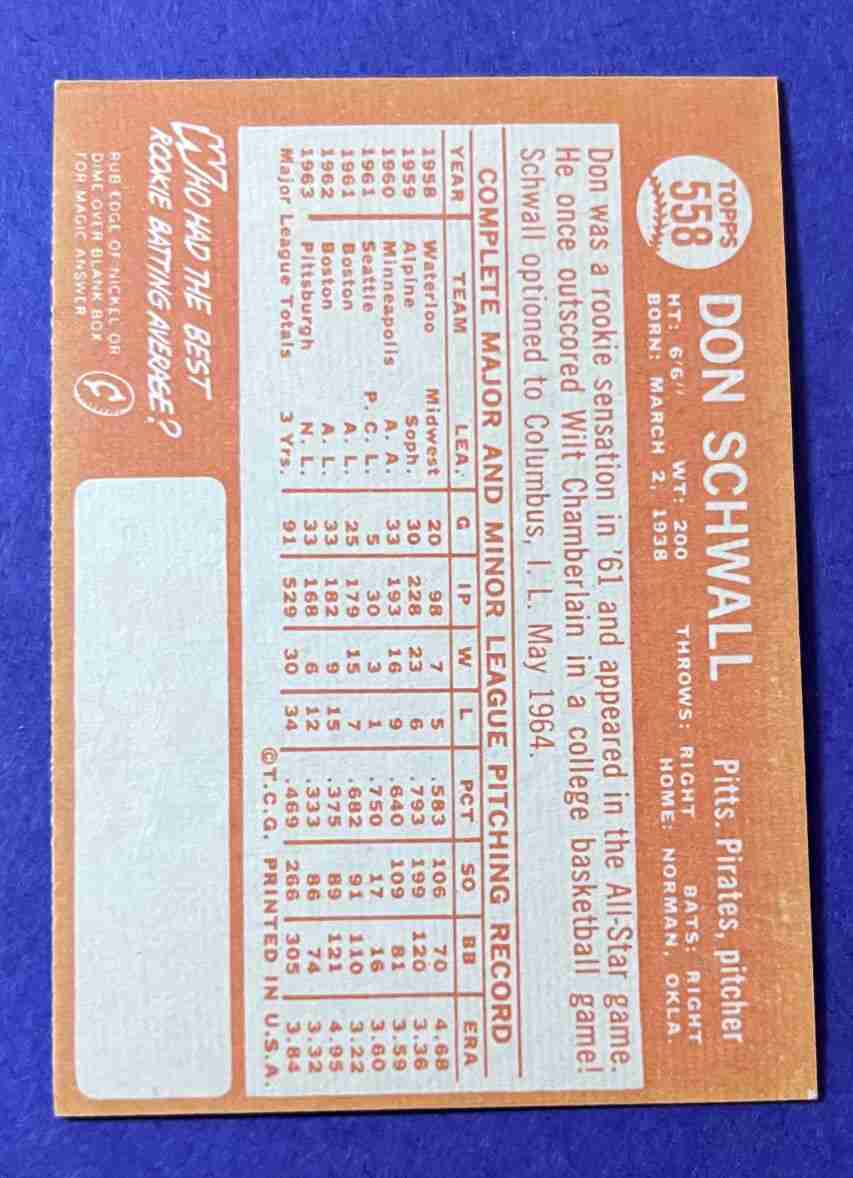 TOPPS
558
DON SCHWALL Pitts. Pirates, pitcher
HT: 6'6" WT: 200 THROWS: RIGHT BATS: RIGHT
BORN: MARCH 2, 1938 HOME: NORMAN, OKLA.
Don was a rookie sensation in '61 and appeared in the All-Star game.
He once outscored Wilt Chamberlain in a college basketball game!
Schwall optioned to Columbus, I. L. May 1964.
COMPLETE MAJOR AND MINOR LEAGUE PITCHING RECORD
YEAR TEAM LEA. G IP W L PCT SO BB ERA
1958 Waterloo Midwest 20 98 7 5 .583 106 70 4.68
1959 Alpine Soph. 30 228 23 6 .793 199 120 3.36
1960 Minneapolis A. A. 33 193 16 9 .640 109 81 3.59
1961 Seattle P. C. L. 5 30 3 1 .750 17 16 3.60
1961 Boston A. L. 25 179 15 7 .682 91 110 3.22
1962 Boston A. L. 33 182 9 15 .375 89 121 4.95
1963 Pittsburgh N. L. 33 168 6 12 .333 86 74 3.32
Major League Totals 3 Yrs. 91 529 30 34 .469 266 305 3.84
©T.C.G. PRINTED IN U.S.A.
WHO HAD THE BEST
ROOKIE BATTING AVERAGE?
RUB EDGE OF NICKEL OR
DIME OVER BLANK BOX
FOR MAGIC ANSWER